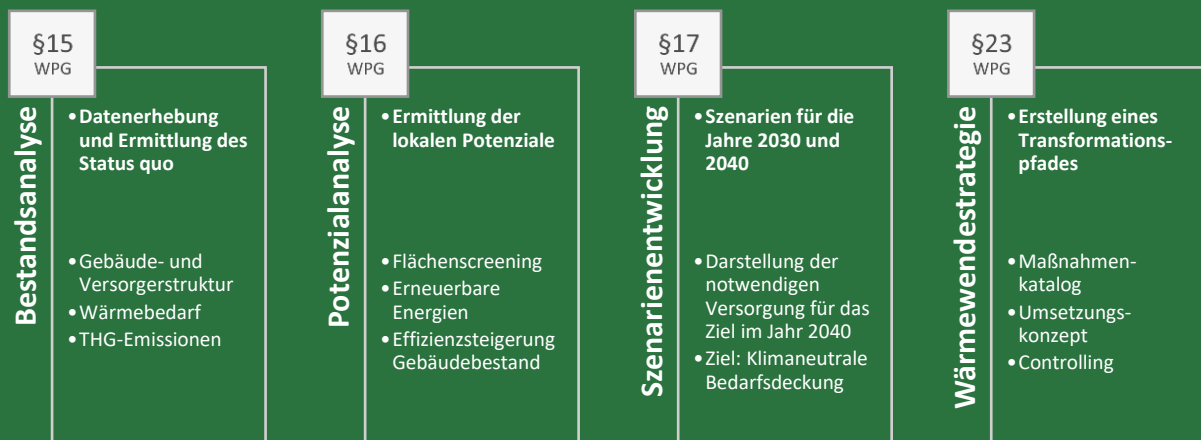 §15
WPG
Bestandsanalyse
• Datenerhebung
und Ermittlung des
Status quo
• Gebäude- und
Versorgerstruktur
• Wärmebedarf
• THG-Emissionen
§16
WPG
Potenzialanalyse
• Ermittlung der
lokalen Potenziale
• Flächenscreening
• Erneuerbare
Energien
• Effizienzsteigerung
Gebäudebestand
§17
WPG
Szenarienentwicklung
• Szenarien für die
Jahre 2030 und
2040
• Darstellung der
notwendigen
Versorgung für das
Ziel im Jahr 2040
• Ziel: Klimaneutrale
Bedarfsdeckung
§23
WPG
Wärmewendestrategie
• Erstellung eines
Transformations-
pfades
• Maßnahmen-
katalog
• Umsetzungs-
konzept
• Controlling